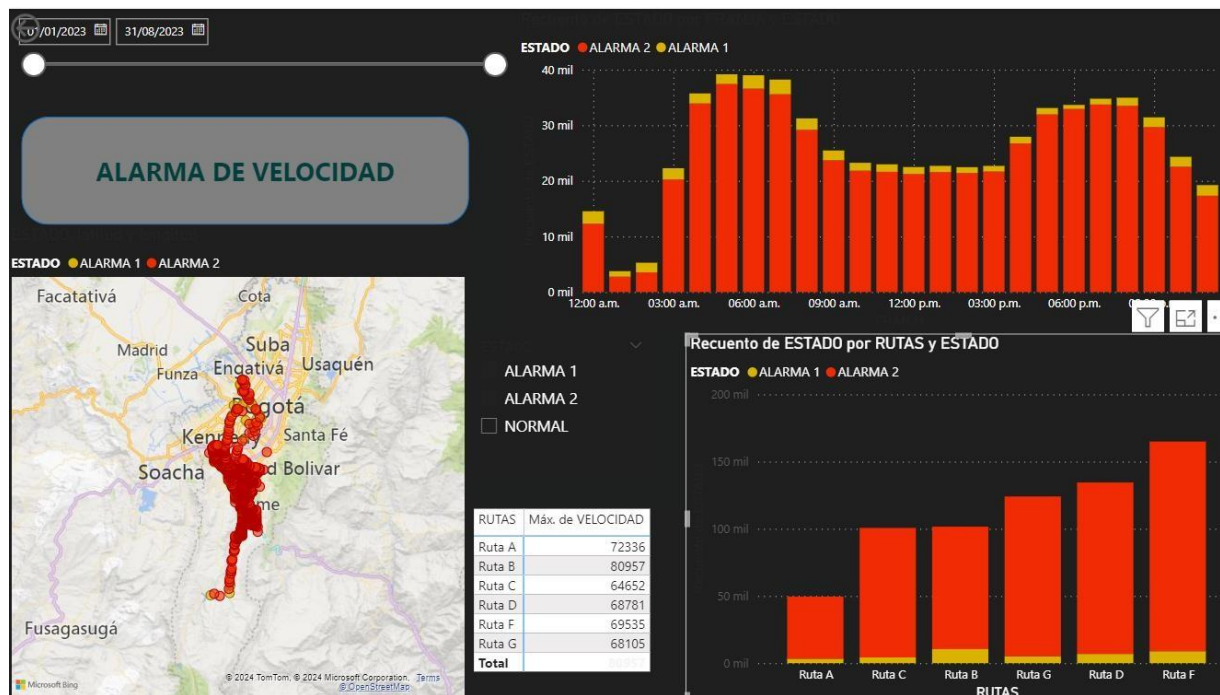 01/01/2023
31/08/2023
ALARMA DE VELOCIDAD
ESTADO ALARMA 2 ALARMA 1
40 mil
30 mil
20 mil
10 mil
0 mil
12:00 a.m. 03:00 a.m. 06:00 a.m. 09:00 a.m. 12:00 p.m. 03:00 p.m. 06:00 p.m.
ESTADO ALARMA 1 ALARMA 2
Facatativá
Cota
Suba
Madrid
Engativá
Usaquén
Funza
Bogotá
Santa Fé
Soacha
Bolivar
Fusagasugá
Microsoft Bing
© 2024 TomTom, © 2024 Microsoft Corporation, Terms
© OpenStreetMap
ALARMA 1
ALARMA 2
NORMAL
RUTAS Máx. de VELOCIDAD
Ruta A 72336
Ruta B 80957
Ruta C 64652
Ruta D 68781
Ruta F 69535
Ruta G 68105
Total
Recuento de ESTADO por RUTAS y ESTADO
ESTADO ALARMA 1 ALARMA 2
200 mil
150 mil
100 mil
50 mil
0 mil
Ruta A Ruta C Ruta B Ruta G Ruta D Ruta F
RUTAS